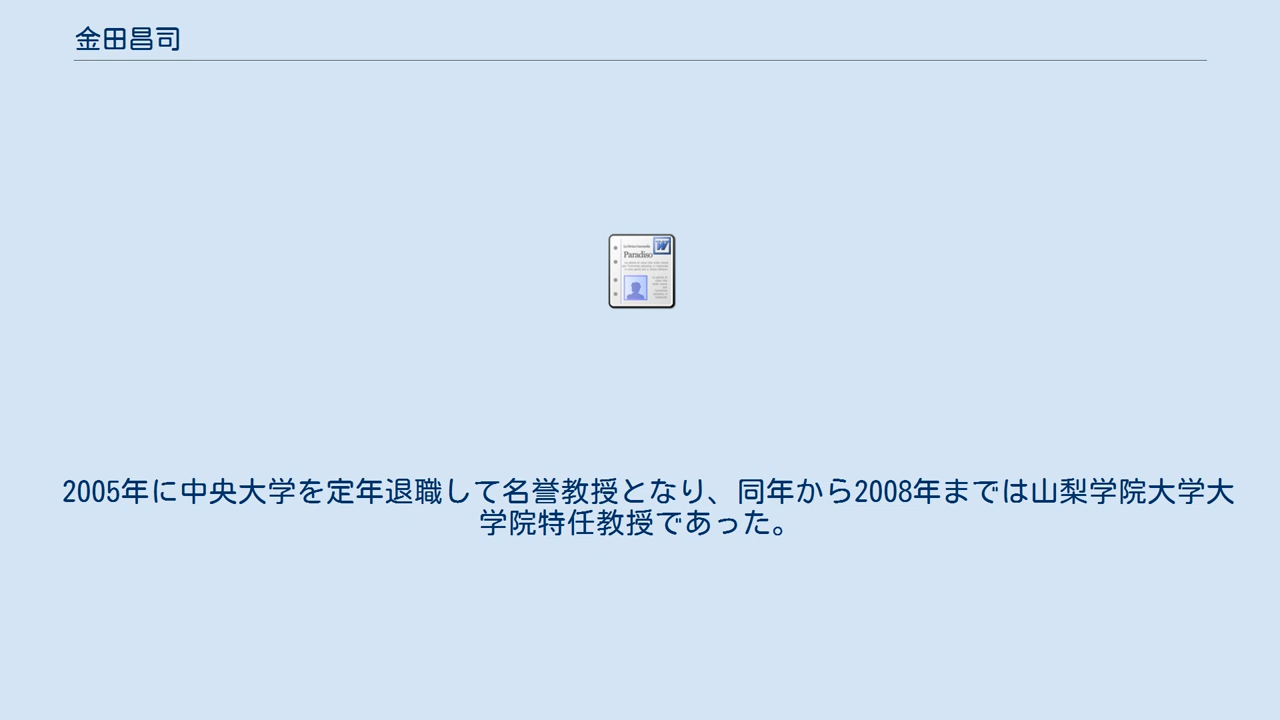 金田昌司
Paradiso
W
2005年に中央大学を定年退職して名誉教授となり、同年から2008年までは山梨学院大学大
学院特任教授であった。